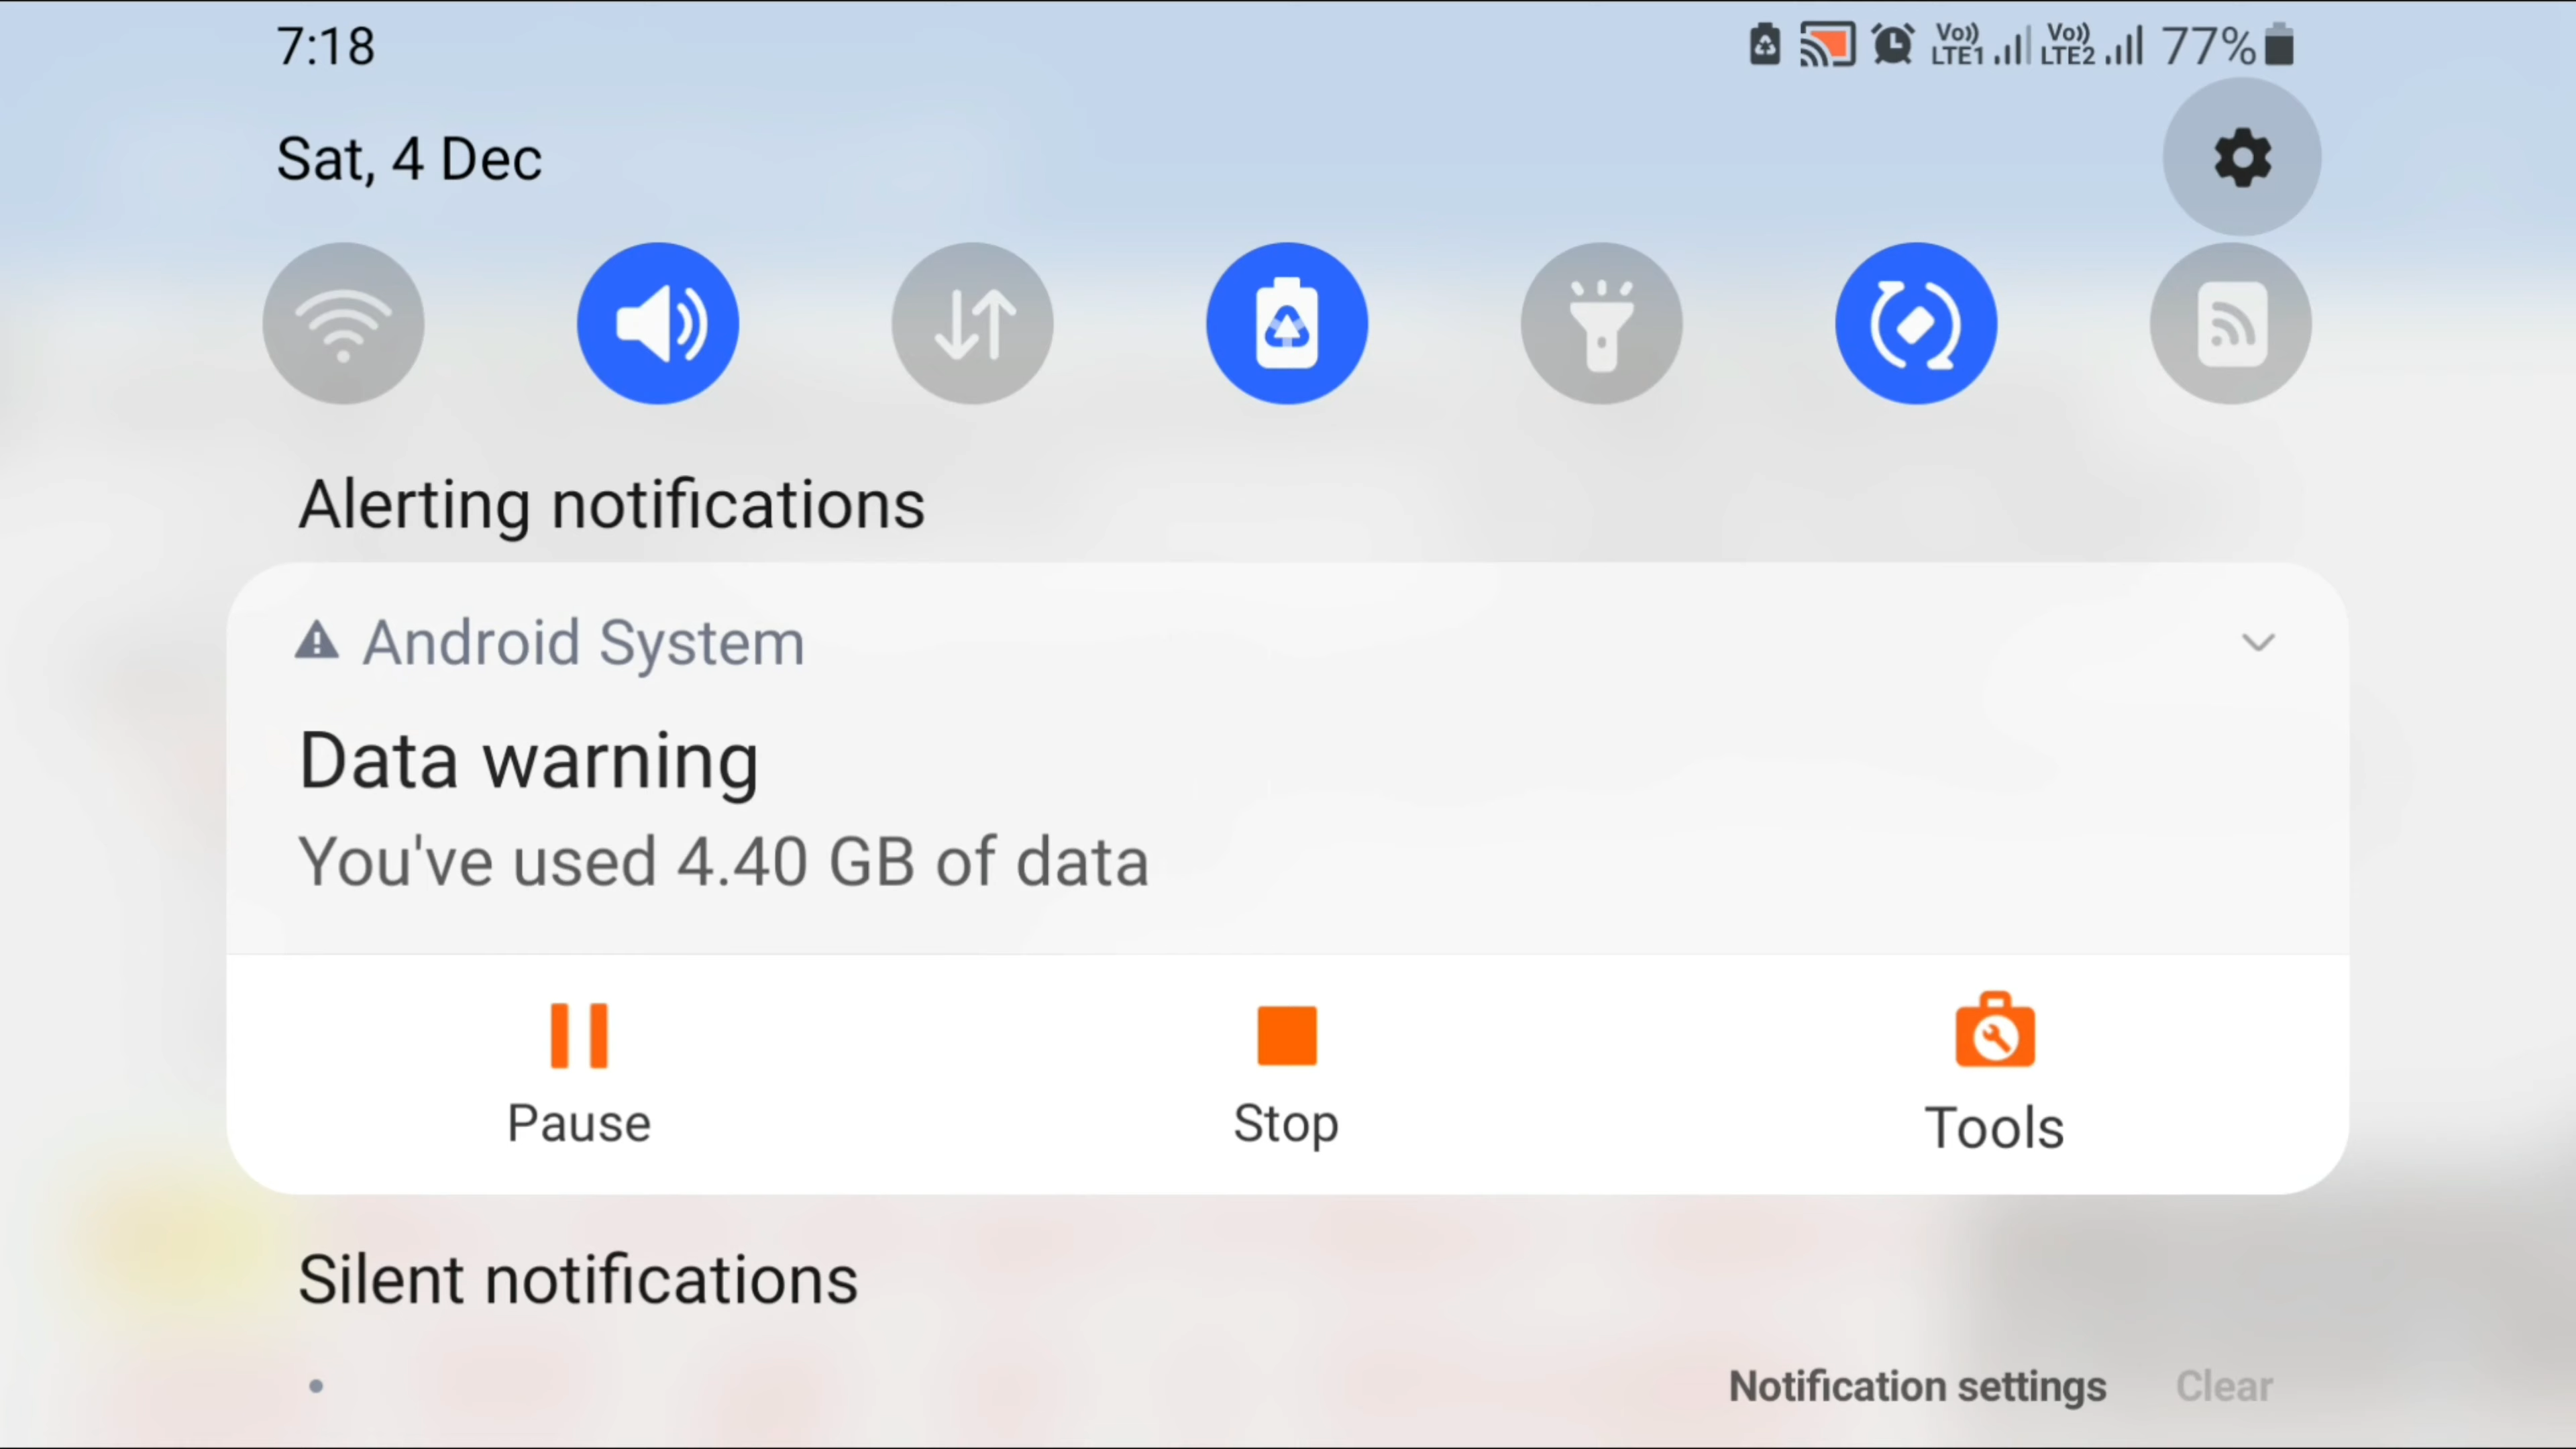 7:18
Vo)) LTE1 Vo)) LTE2 77%
Sat, 4 Dec
Alerting notifications
Android System
Data warning
You've used 4.40 GB of data
Pause
Stop
Tools
Silent notifications
Notification settings
Clear